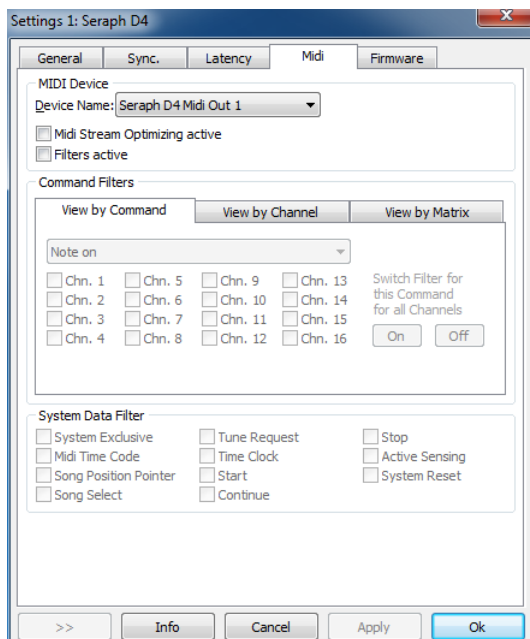 Settings 1: Seraph D4
X
General Sync. Latency Midi Firmware
MIDI Device
Device Name: Seraph D4 Midi Out 1
Midi Stream Optimizing active
Filters active
Command Filters
View by Command View by Channel View by Matrix
Note on
Chn. 1 Chn. 5 Chn. 9 Chn. 13 Switch Filter for
Chn. 2 Chn. 6 Chn. 10 Chn. 14 this Command
Chn. 3 Chn. 7 Chn. 11 Chn. 15 for all Channels
Chn. 4 Chn. 8 Chn. 12 Chn. 16 On Off
System Data Filter
System Exclusive Tune Request Stop
Midi Time Code Time Clock Active Sensing
Song Position Pointer Start System Reset
Song Select Continue
>> Info Cancel Apply Ok